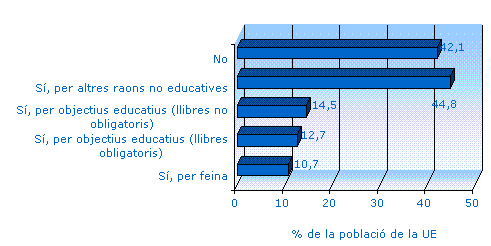 No
42,1
Sí, per altres raons no educatives
44,8
Sí, per objectius educatius (llibres no
obligatoris)
14,5
Sí, per objectius educatius (llibres
obligatoris)
12,7
Sí, per feina
10,7
0 10 20 30 40 50
% de la població de la UE